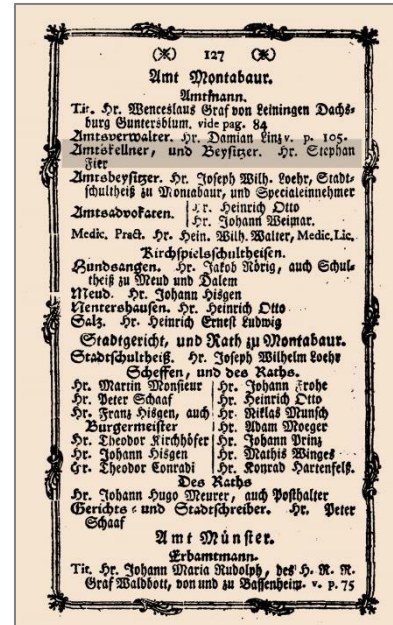 (※) 127 (※)
Amt Montabaur.
Amtmann.
Tit. Hr. Wenceslaus Graf von Leiningen Dachs-
burg Guntersblum. vide pag. 84
Amtsverwalter. Hr. Damian Linz v. p. 105.
Amtskellner, und Beysitzer. Hr. Stephan
Fier
Amtsbeysitzer. Hr. Joseph Wilh. Loehr, Stadt-
schultheiß zu Montabaur, und Specialeinnehmer
Amtsadvokaten. Hr. Heinrich Otto
Hr. Johann Weimar.
Medic. Pract. Hr. Hein. Wilh. Walter, Medic. Lic.
Kirchspielsschultheisen.
Hundsangen. Hr. Jakob Nörig, auch Schul-
theiß zu Meud und Dalem
Meud. Hr. Johann Hisgen
Nentershausen. Hr. Heinrich Otto
Salz. Hr. Heinrich Ernest Ludwig
Stadtgericht, und Rath zu Montabaur.
Stadtschultheiß. Hr. Joseph Wilhelm Loehr
Scheffen, und des Raths.
Hr. Martin Monsieur
Hr. Peter Schaaf
Hr. Franz Hisgen, auch
Burgermeister
Hr. Theodor Kirchhöfer
Hr. Johann Hisgen
Hr. Theodor Conradi
Hr. Johann Frohe
Hr. Heinrich Otto
Hr. Niklas Munsch
Hr. Adam Moeger
Hr. Johann Prinz
Hr. Mathis Winges
Hr. Konrad Hartenfelß.
Des Raths
Hr. Johann Hugo Meurer, auch Posthalter
Gerichts- und Stadtschreiber. Hr. Peter
Schaaf
Amt Münster.
Erbamtmann.
Tit. Hr. Johann Maria Rudolph, des H. R. R.
Graf Waldbott, von und zu Bassenheim. v. p. 75